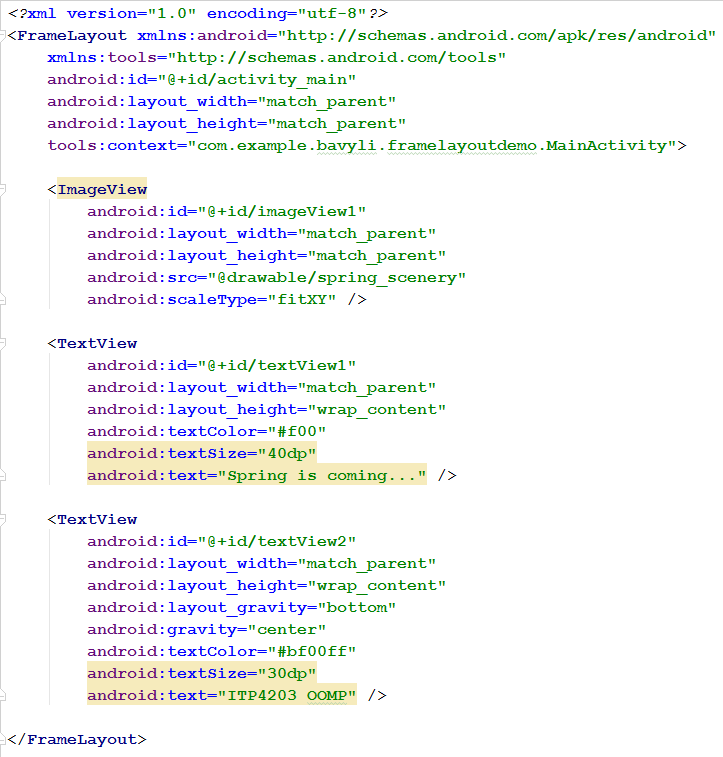 <?xml version="1.0" encoding="utf-8"?>
<FrameLayout xmlns:android="http://schemas.android.com/apk/res/android"
    xmlns:tools="http://schemas.android.com/tools"
    android:id="@+id/activity_main"
    android:layout_width="match_parent"
    android:layout_height="match_parent"
    tools:context="com.example.bavyli.framelayoutdemo.MainActivity">

    <ImageView
        android:id="@+id/imageView1"
        android:layout_width="match_parent"
        android:layout_height="match_parent"
        android:src="@drawable/spring_scenery"
        android:scaleType="fitXY" />

    <TextView
        android:id="@+id/textView1"
        android:layout_width="match_parent"
        android:layout_height="wrap_content"
        android:textColor="#f00"
        android:textSize="40dp"
        android:text="Spring is coming..." />

    <TextView
        android:id="@+id/textView2"
        android:layout_width="match_parent"
        android:layout_height="wrap_content"
        android:layout_gravity="bottom"
        android:gravity="center"
        android:textColor="#bf00ff"
        android:textSize="30dp"
        android:text="ITP4203 OOMP" />

</FrameLayout>